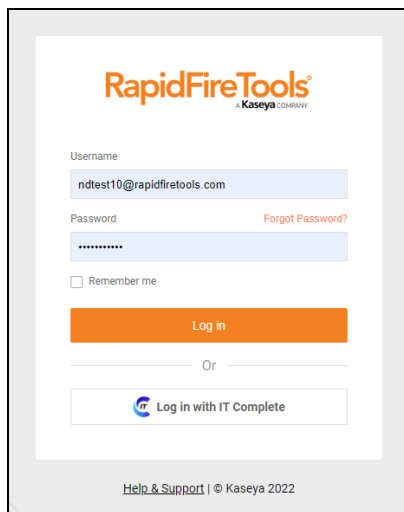 RapidFireTools®
A Kaseya COMPANY
Username
ndtest10@rapidfiretools.com
Password Forgot Password?
•••••••••••
Remember me
Log in
Or
IT Log in with IT Complete
Help & Support | © Kaseya 2022